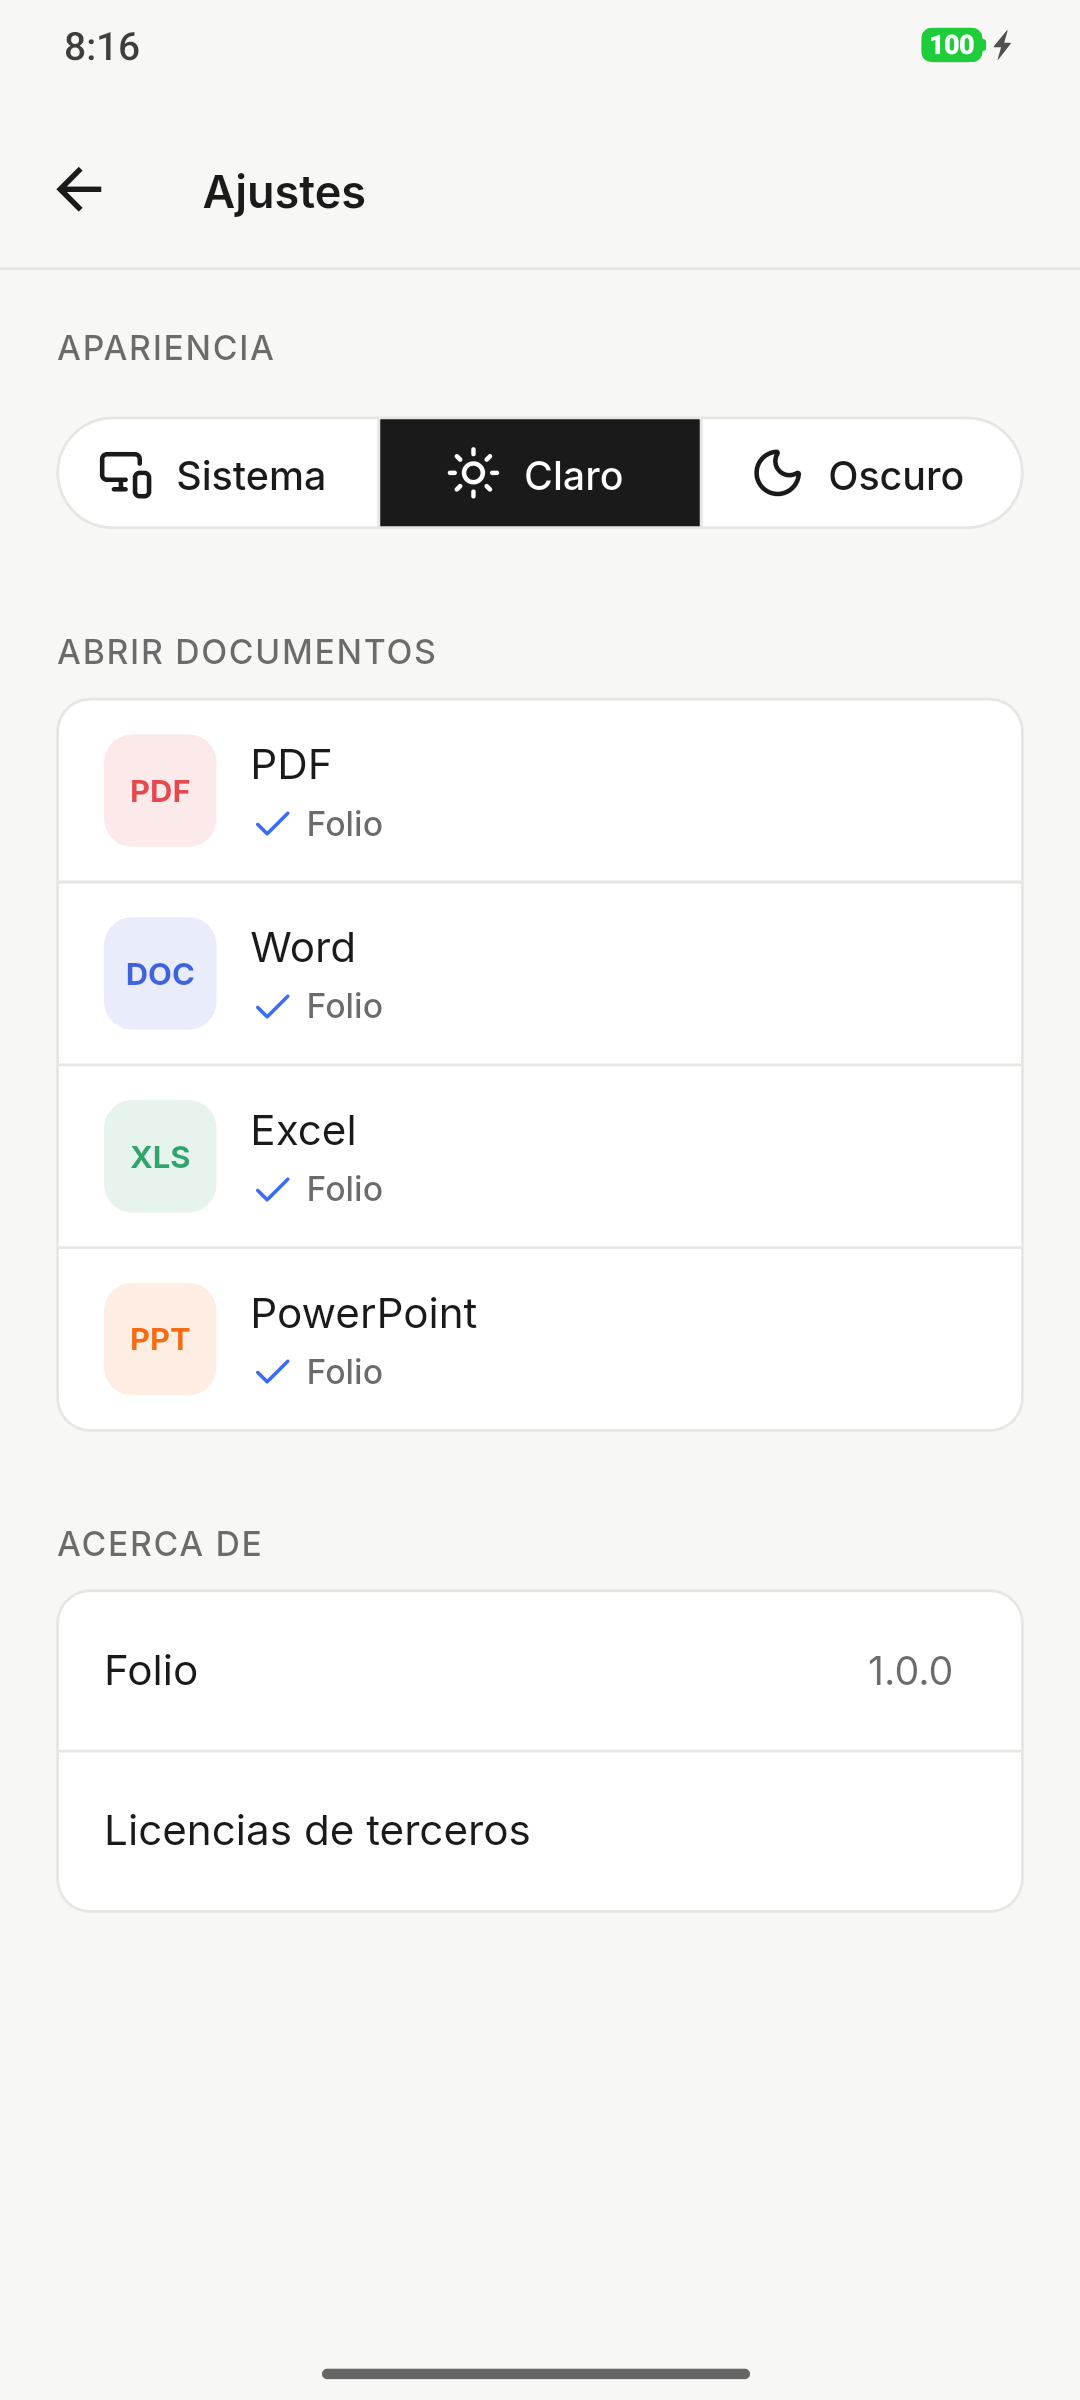 8:16
100
Ajustes
APARIENCIA
Sistema
Claro
Oscuro
ABRIR DOCUMENTOS
PDF
PDF
Folio
DOC
Word
Folio
XLS
Excel
Folio
PPT
PowerPoint
Folio
ACERCA DE
Folio
1.0.0
Licencias de terceros